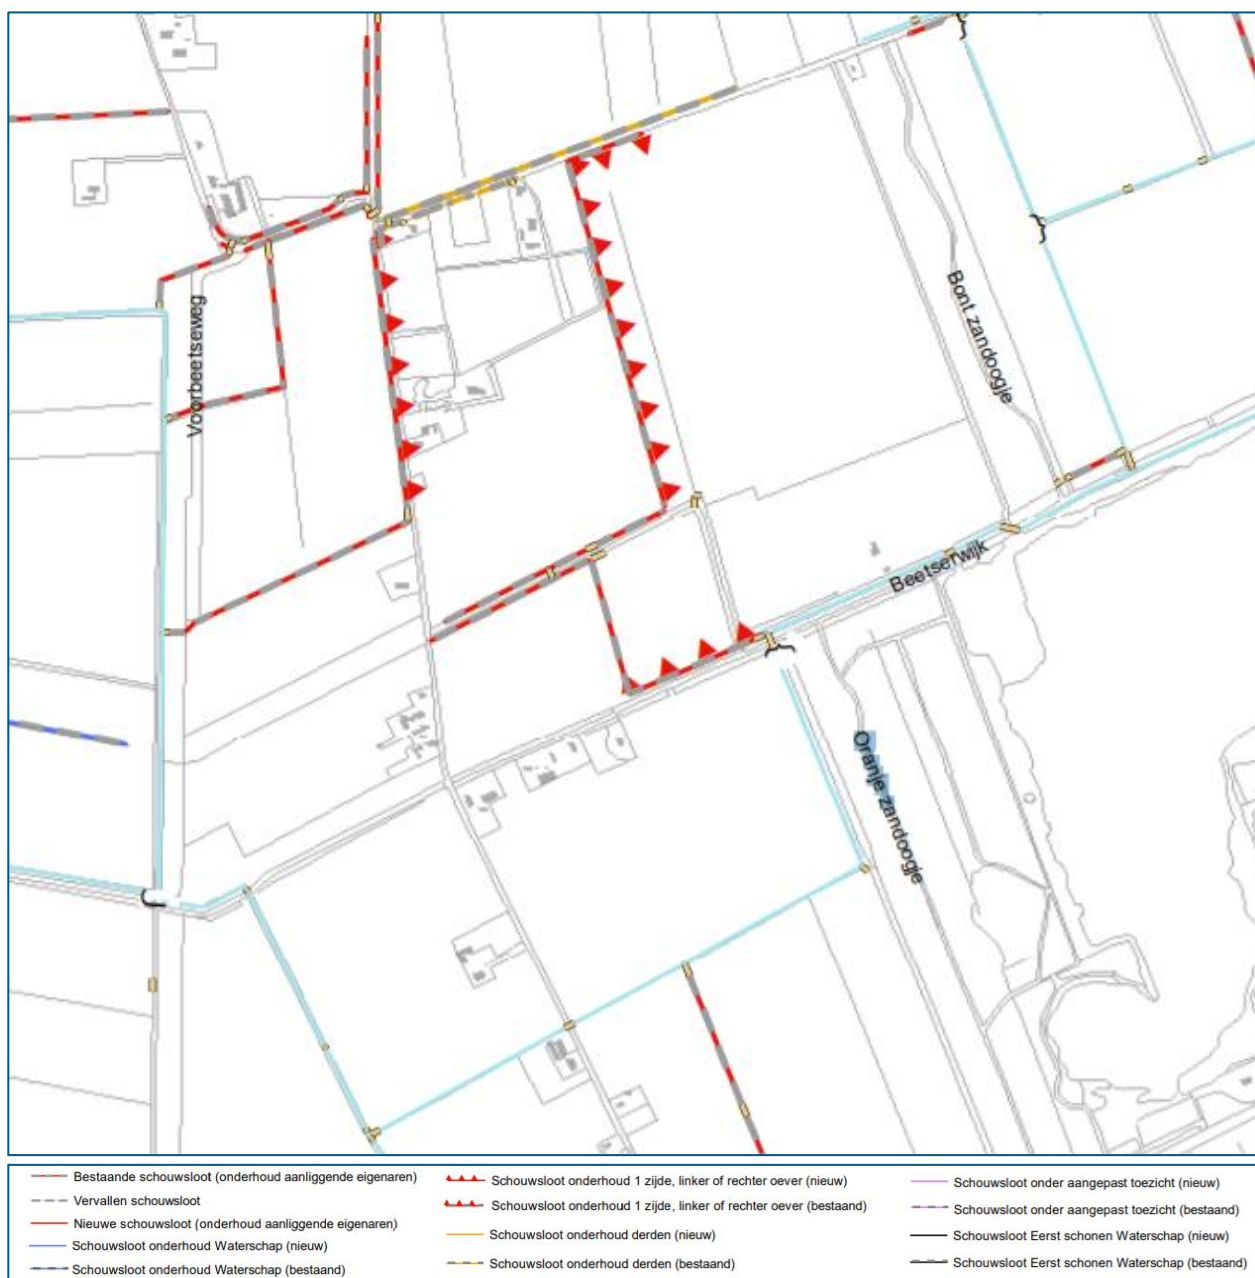 Voorbeetseweg
Bont zandoogje
Beetserwijk
Oranje zandoogje
Bestaande schouwsloot (onderhoud aanliggende eigenaren)
Vervallen schouwsloot
Nieuwe schouwsloot (onderhoud aanliggende eigenaren)
Schouwsloot onderhoud Waterschap (nieuw)
Schouwsloot onderhoud Waterschap (bestaand)
Schouwsloot onderhoud 1 zijde, linker of rechter oever (nieuw)
Schouwsloot onderhoud 1 zijde, linker of rechter oever (bestaand)
Schouwsloot onderhoud derden (nieuw)
Schouwsloot onderhoud derden (bestaand)
Schouwsloot onder aangepast toezicht (nieuw)
Schouwsloot onder aangepast toezicht (bestaand)
Schouwsloot Eerst schonen Waterschap (nieuw)
Schouwsloot Eerst schonen Waterschap (bestaand)